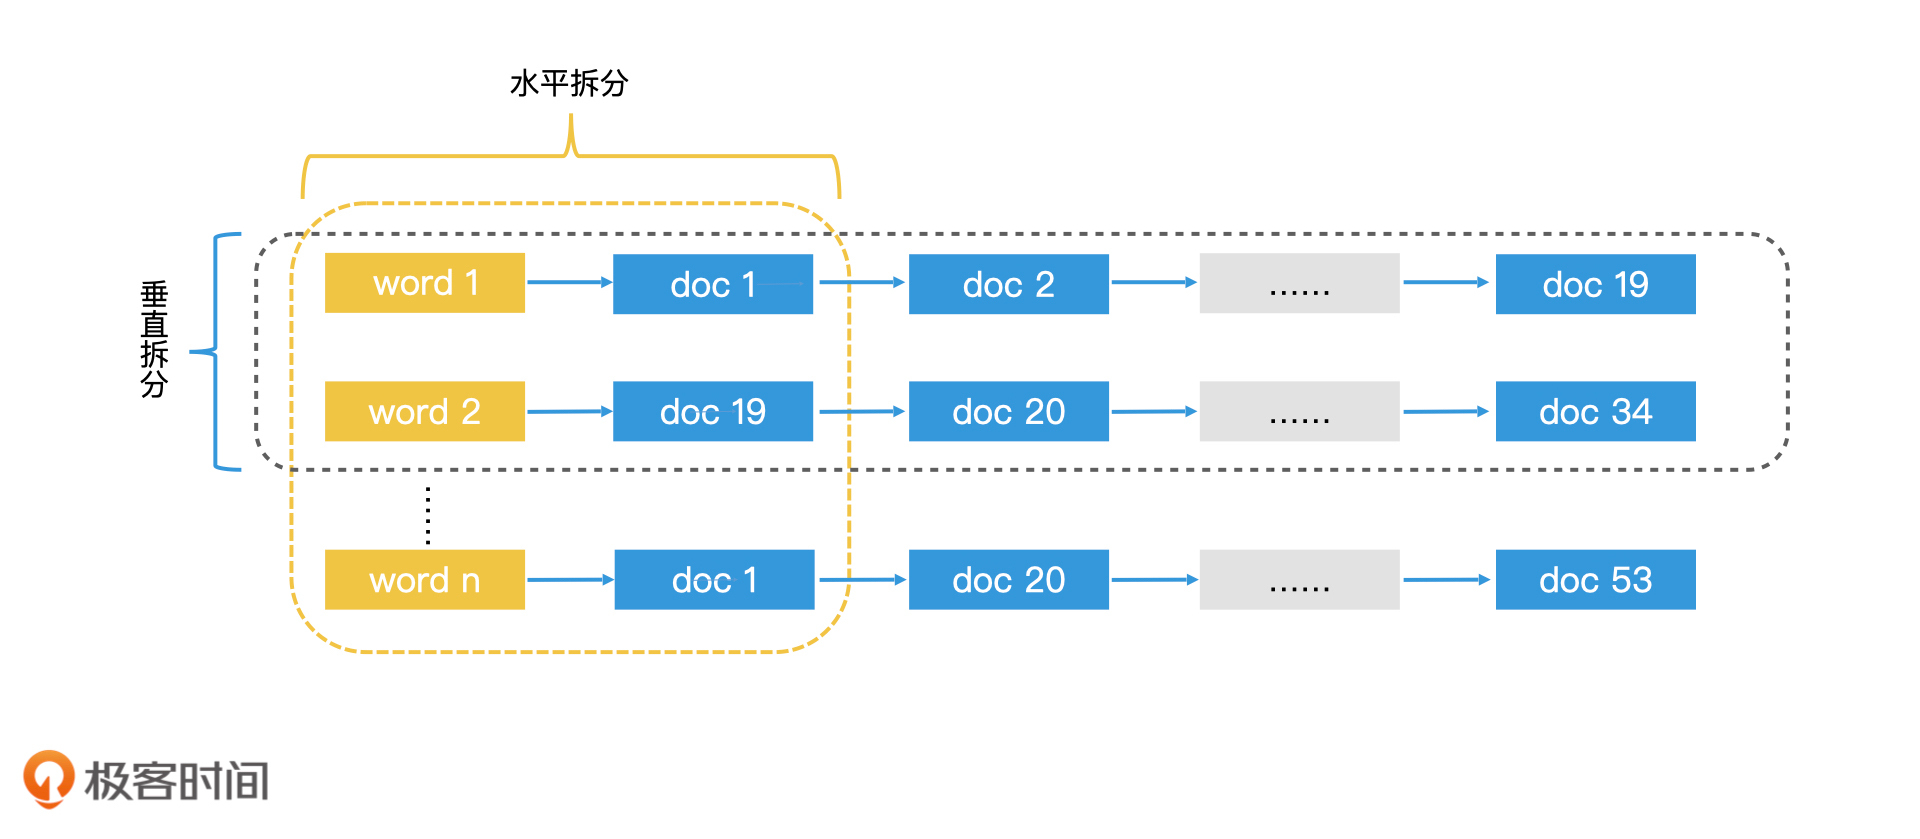 水平拆分
垂直拆分
word 1 doc 1 doc 2 ...... doc 19
word 2 doc 19 doc 20 ...... doc 34
word n doc 1 doc 20 ...... doc 53
极客时间